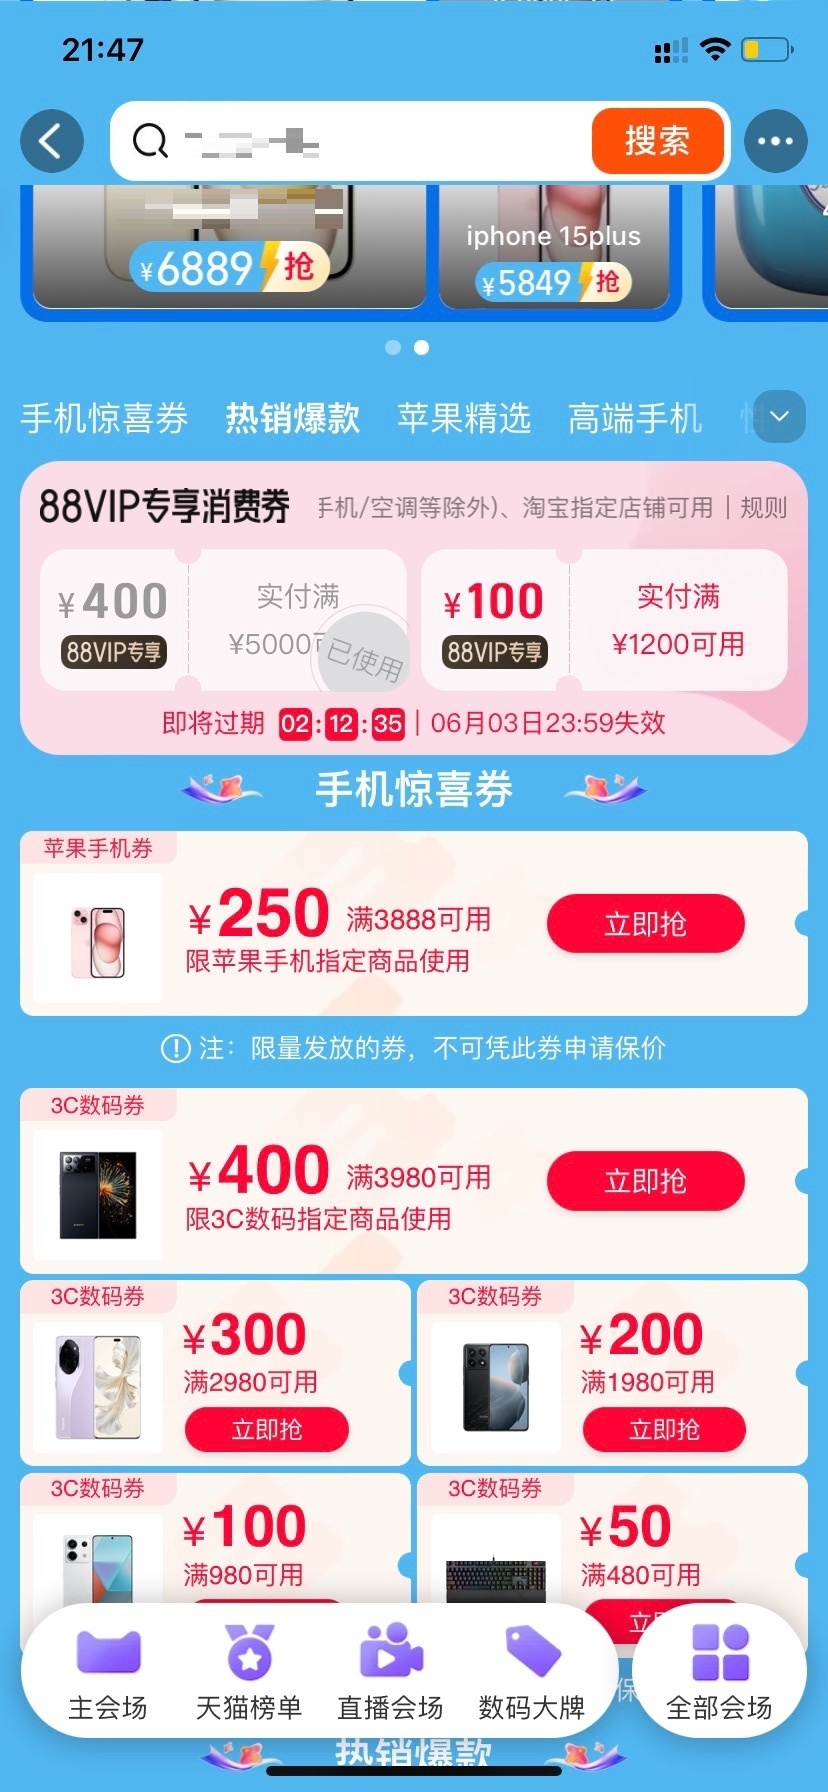 21:47
搜索
¥6889 抢
iphone 15plus
¥5849 抢
手机惊喜券 热销爆款 苹果精选 高端手机
88VIP专享消费券 手机/空调等除外)、淘宝指定店铺可用 | 规则
¥400 实付满
88VIP专享 ¥5000可
已使用
¥100 实付满
88VIP专享 ¥1200可用
即将过期 02:12:35 | 06月03日23:59失效
手机惊喜券
苹果手机券
¥250 满3888可用
立即抢
限苹果手机指定商品使用
注：限量发放的券，不可凭此券申请保价
3C数码券
¥400 满3980可用
立即抢
限3C数码指定商品使用
3C数码券
¥300
满2980可用
立即抢
3C数码券
¥200
满1980可用
立即抢
3C数码券
¥100
满980可用
3C数码券
¥50
满480可用
立
保
主会场 天猫榜单 直播会场 数码大牌 全部会场
热销爆款